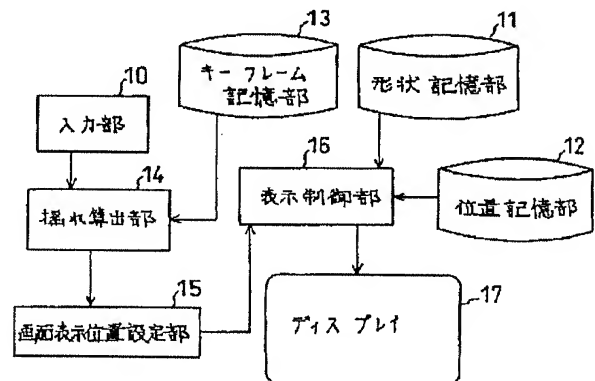 13
キーフレーム
記憶部
11
形状記憶部
10
入力部
16
表示制御部
12
位置記憶部
14
揺れ算出部
15
画面表示位置設定部
17
ディスプレイ